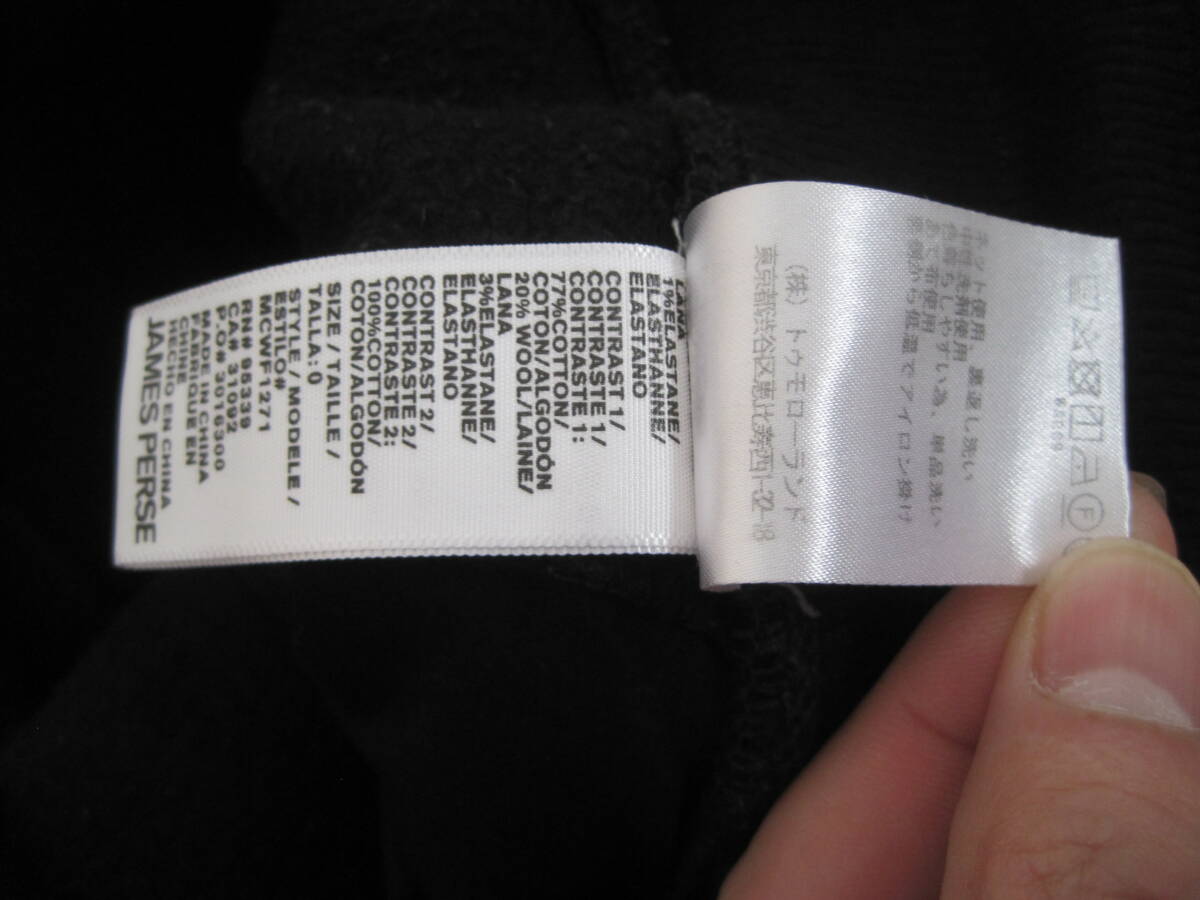 LANA
1%ELASTANE/
ELASTHANNE/
ELASTANO
CONTRAST 1/
CONTRASTE 1/
CONTRASTE 1:
77%COTTON/
COTON/ALGODÓN
20% WOOL/LAINE/
LANA
3%ELASTANE/
ELASTHANNE/
ELASTANO
CONTRAST 2/
CONTRASTE 2/
CONTRASTE 2:
100%COTTON/
COTON/ALGODÓN
SIZE / TAILLE /
TALLA: 0
STYLE / MODELE /
ESTILO#
MCWF1271
RN# 95339
CA# 31092
P.O# 3016300
MADE IN CHINA
FABRIQUE EN
CHINE
HECHO EN CHINA
JAMES PERSE
ネット使用、裏返し洗い
中性洗剤使用
色落ちしやすい為、単品洗い
あて布使用
裏側から低温でアイロン掛け
(株)トゥモローランド
東京都渋谷区恵比寿西1-32-18
F